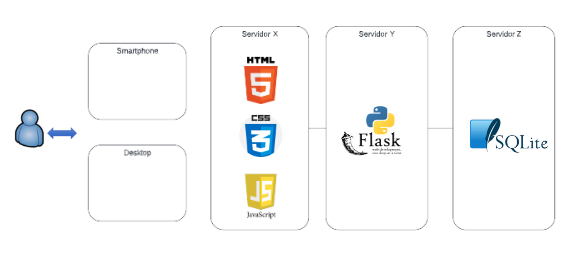 Smartphone
Desktop
Servidor X
HTML
5
CSS
3
JS
JavaScript
Servidor Y
Flask
web development,
one drop at a time
Servidor Z
SQLite